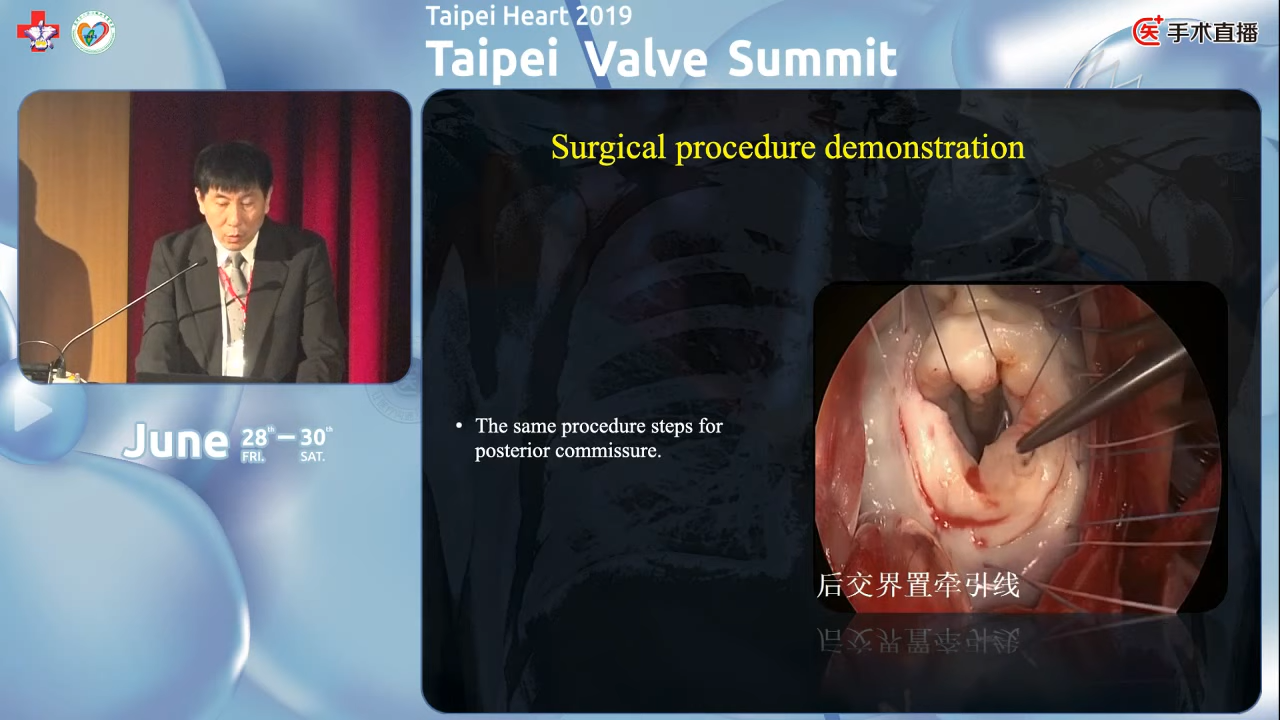 Taipei Heart 2019
Taipei Valve Summit
手术直播
June 28th – 30th
FRI. SAT.
Surgical procedure demonstration
• The same procedure steps for
posterior commissure.
后交界置牵引线